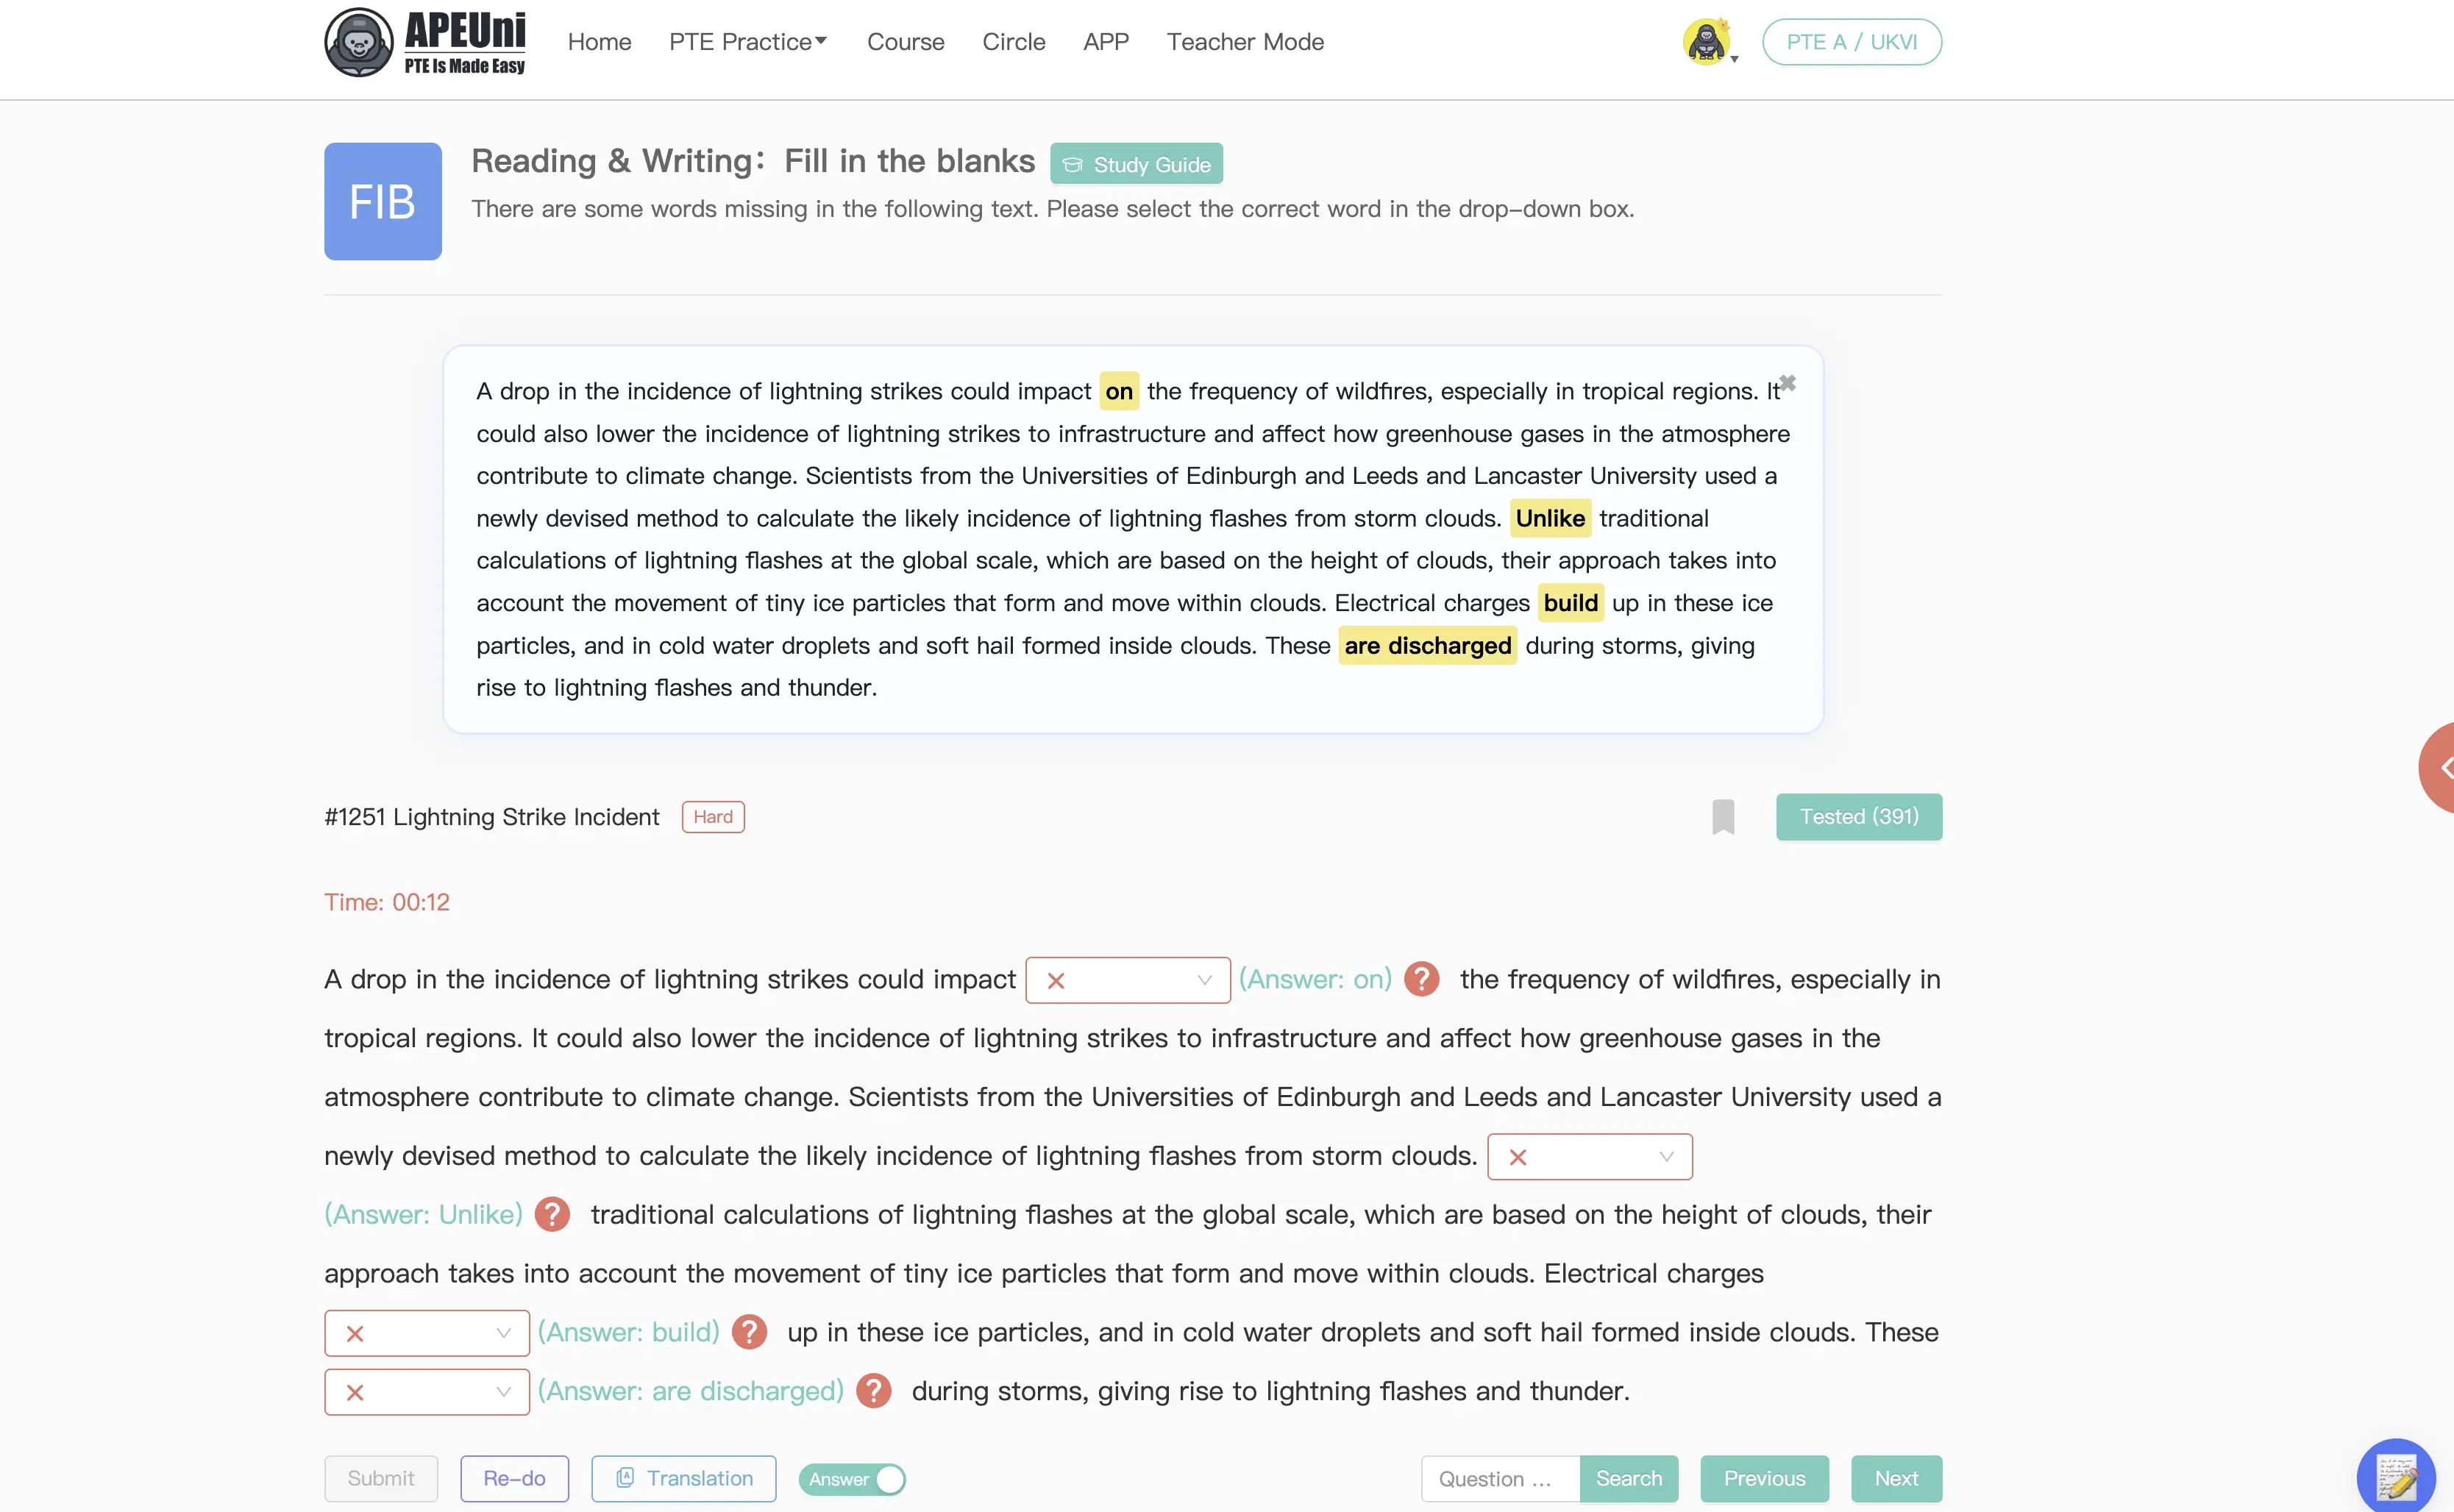 APEUni
PTE Is Made Easy
Home PTE Practice Course Circle APP Teacher Mode PTE A / UKVI
FIB
Reading & Writing: Fill in the blanks Study Guide
There are some words missing in the following text. Please select the correct word in the drop-down box.
A drop in the incidence of lightning strikes could impact on the frequency of wildfires, especially in tropical regions. It
could also lower the incidence of lightning strikes to infrastructure and affect how greenhouse gases in the atmosphere
contribute to climate change. Scientists from the Universities of Edinburgh and Leeds and Lancaster University used a
newly devised method to calculate the likely incidence of lightning flashes from storm clouds. Unlike traditional
calculations of lightning flashes at the global scale, which are based on the height of clouds, their approach takes into
account the movement of tiny ice particles that form and move within clouds. Electrical charges build up in these ice
particles, and in cold water droplets and soft hail formed inside clouds. These are discharged during storms, giving
rise to lightning flashes and thunder.
#1251 Lightning Strike Incident Hard Tested (391)
Time: 00:12
A drop in the incidence of lightning strikes could impact (Answer: on) ? the frequency of wildfires, especially in
tropical regions. It could also lower the incidence of lightning strikes to infrastructure and affect how greenhouse gases in the
atmosphere contribute to climate change. Scientists from the Universities of Edinburgh and Leeds and Lancaster University used a
newly devised method to calculate the likely incidence of lightning flashes from storm clouds.
(Answer: Unlike) ? traditional calculations of lightning flashes at the global scale, which are based on the height of clouds, their
approach takes into account the movement of tiny ice particles that form and move within clouds. Electrical charges
(Answer: build) ? up in these ice particles, and in cold water droplets and soft hail formed inside clouds. These
(Answer: are discharged) ? during storms, giving rise to lightning flashes and thunder.
Submit Re-do Translation Answer Question ... Search Previous Next